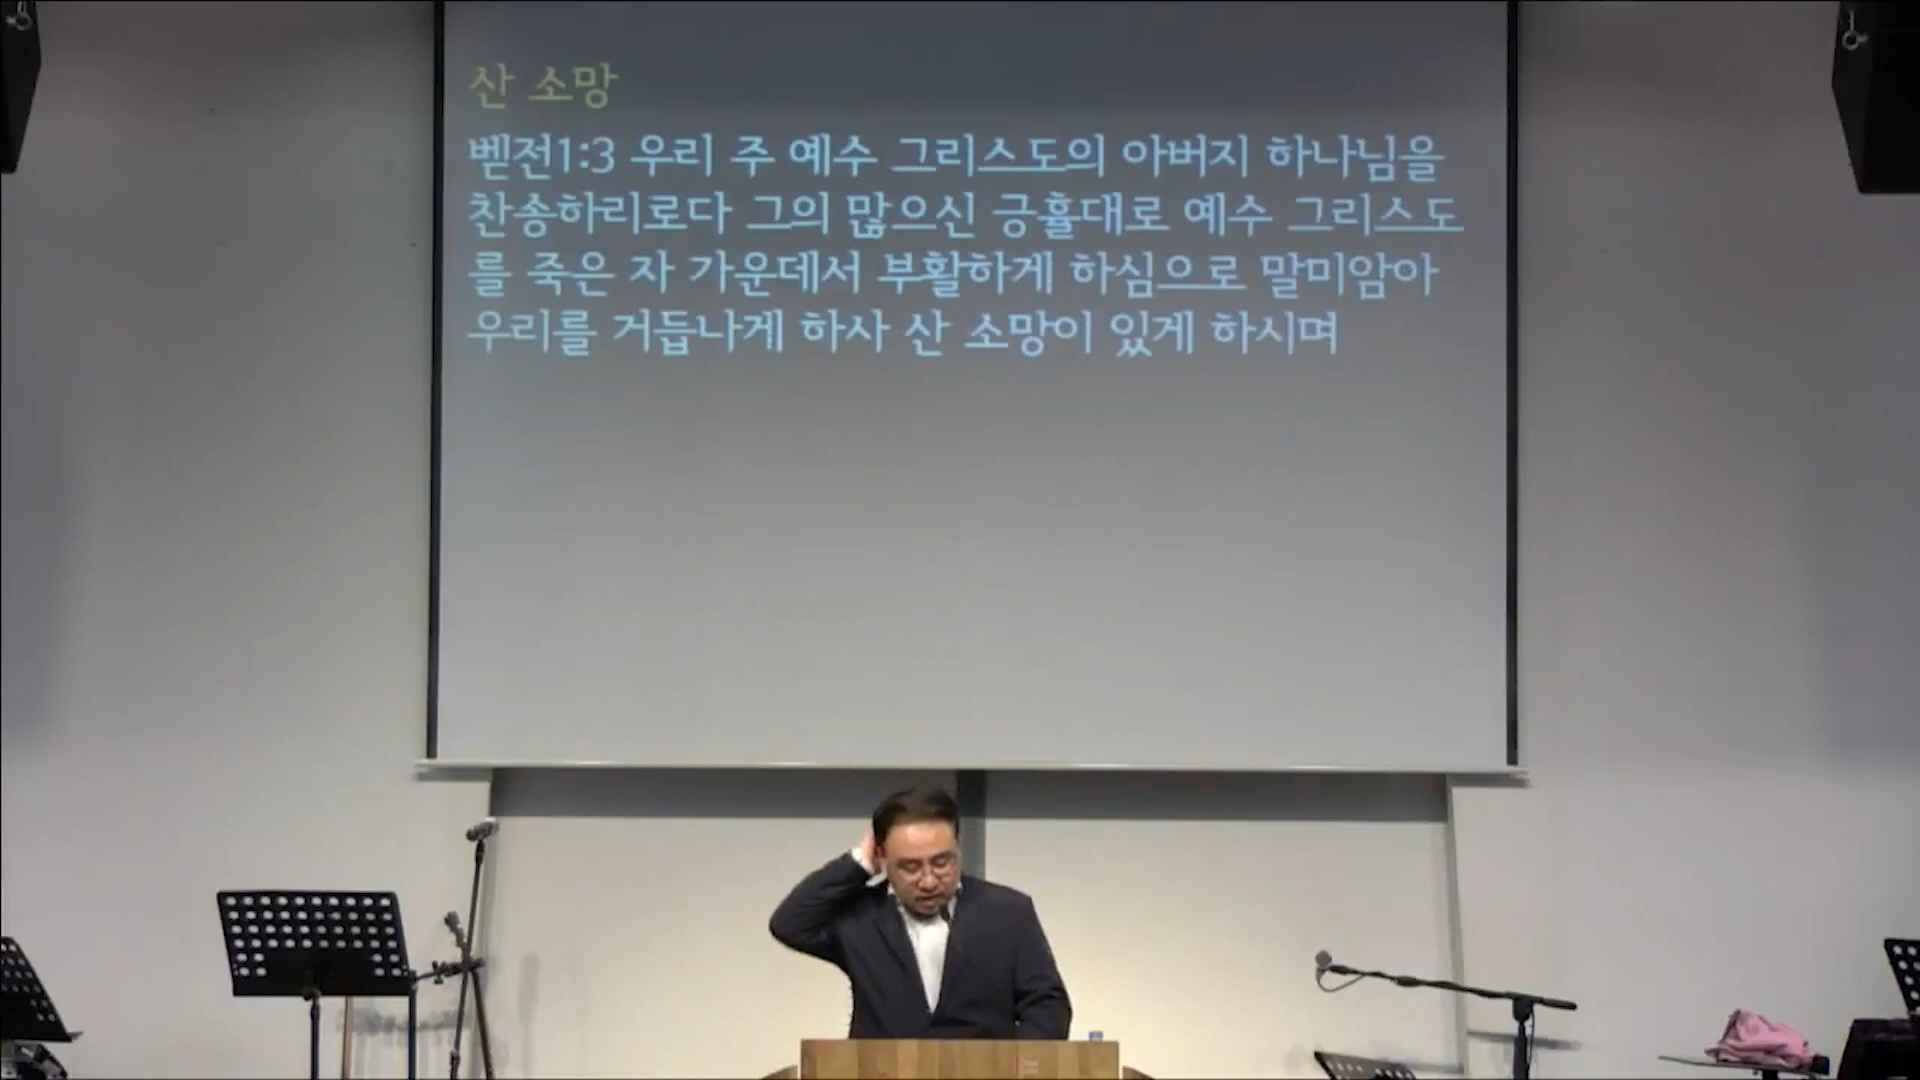 산 소망
벧전1:3 우리 주 예수 그리스도의 아버지 하나님을
찬송하리로다 그의 많으신 긍휼대로 예수 그리스도
를 죽은 자 가운데서 부활하게 하심으로 말미암아
우리를 거듭나게 하사 산 소망이 있게 하시며